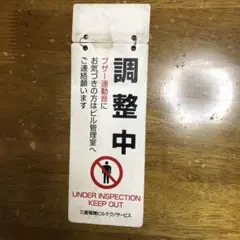 調整中
ブザー連動音に
お気づきの方はビル管理室へ
ご連絡願います
UNDER INSPECTION
KEEP OUT
三菱電機ビルテクノサービス